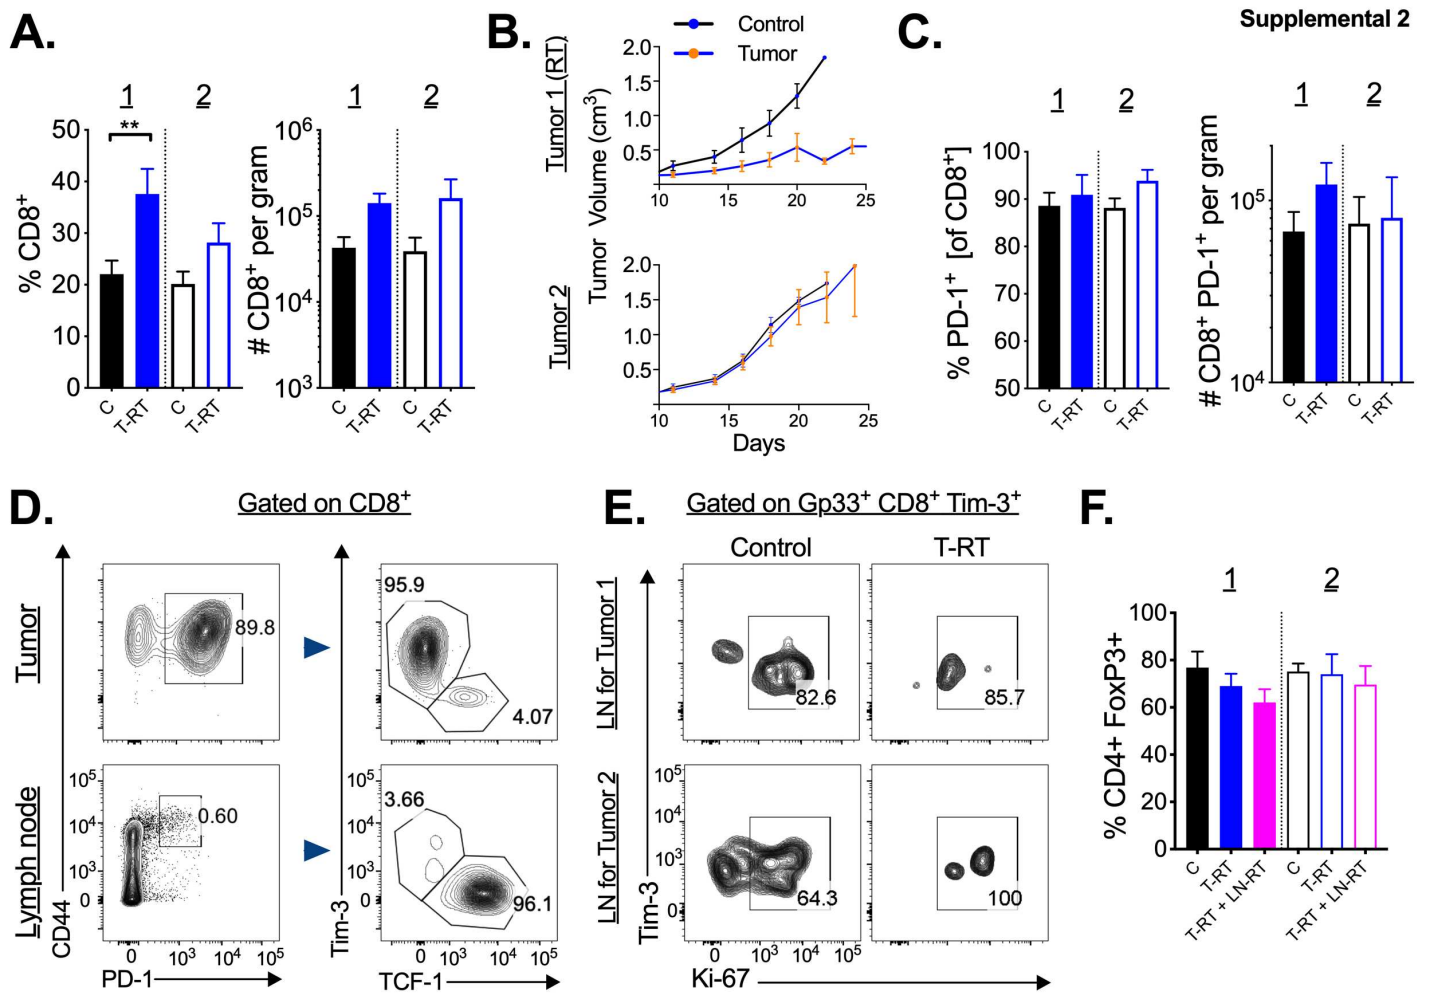 Supplemental 2
A.
1
2
**
% CD8+
50
40
30
20
10
0
C
T-RT
C
T-RT
1
2
# CD8+ per gram
10^6
10^5
10^4
10^3
C
T-RT
C
T-RT
B.
Control
Tumor
Tumor 1 (RT)
Tumor 2
Tumor Volume (cm3)
2.0
1.5
1.0
0.5
10
15
20
25
2.0
1.5
1.0
0.5
10
15
20
25
Days
C.
1
2
% PD-1+ [of CD8+]
100
90
80
70
60
50
C
T-RT
C
T-RT
1
2
# CD8+ PD-1+ per gram
10^5
10^4
C
T-RT
C
T-RT
D.
Gated on CD8+
Tumor
89.8
95.9
4.07
Lymph node
CD44
10^5
10^4
10^3
0
0.60
0
10^3
10^4
10^5
PD-1
Tim-3
10^5
10^4
10^3
0
3.66
96.1
0
10^3
10^4
10^5
TCF-1
E.
Gated on Gp33+ CD8+ Tim-3+
Control
T-RT
LN for Tumor 1
82.6
85.7
LN for Tumor 2
Tim-3
10^5
10^4
10^3
0
64.3
100
0
10^3
10^4
10^5
0
10^3
10^4
10^5
Ki-67
F.
1
2
% CD4+ FoxP3+
100
80
60
40
20
0
C
T-RT
T-RT + LN-RT
C
T-RT
T-RT + LN-RT